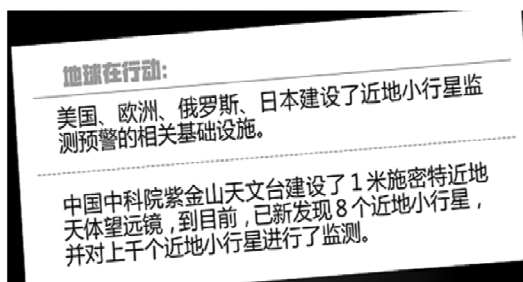 地球在行动:
美国、欧洲、俄罗斯、日本建设了近地小行星监
测预警的相关基础设施。
中国中科院紫金山天文台建设了1米施密特近地
天体望远镜,到目前,已新发现8个近地小行星,
并对上千个近地小行星进行了监测。